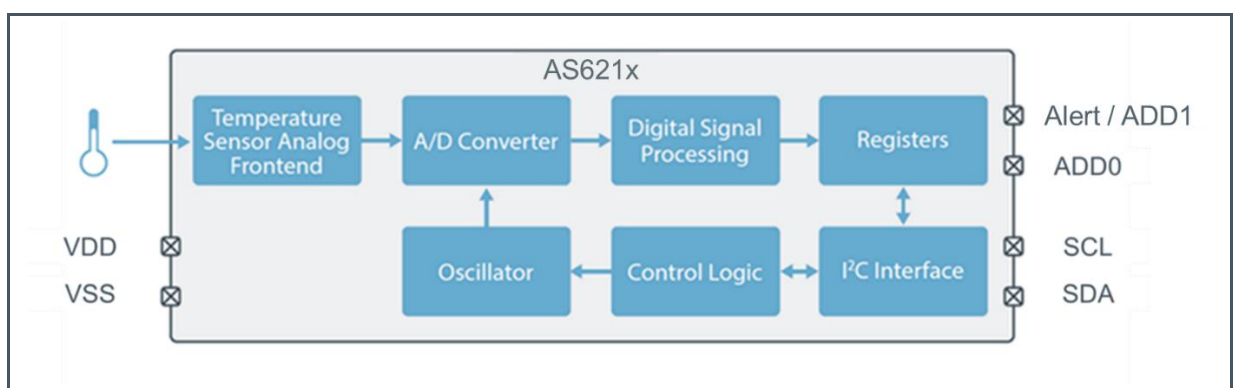 AS621x
Temperature
Sensor Analog
Frontend
A/D Converter
Digital Signal
Processing
Registers
Alert / ADD1
ADD0
VDD
VSS
Oscillator
Control Logic
I²C Interface
SCL
SDA